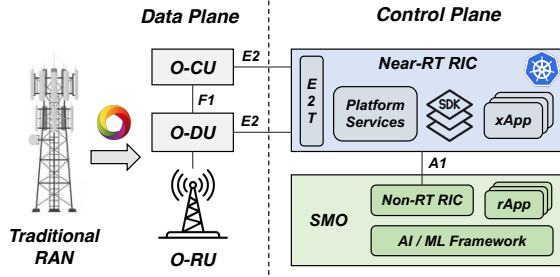 Data Plane
Control Plane
O-CU
E2
Near-RT RIC
F1
E2T
Platform
Services
SDK
xApp
O-DU
E2
A1
Traditional
RAN
O-RU
SMO
Non-RT RIC
rApp
AI / ML Framework